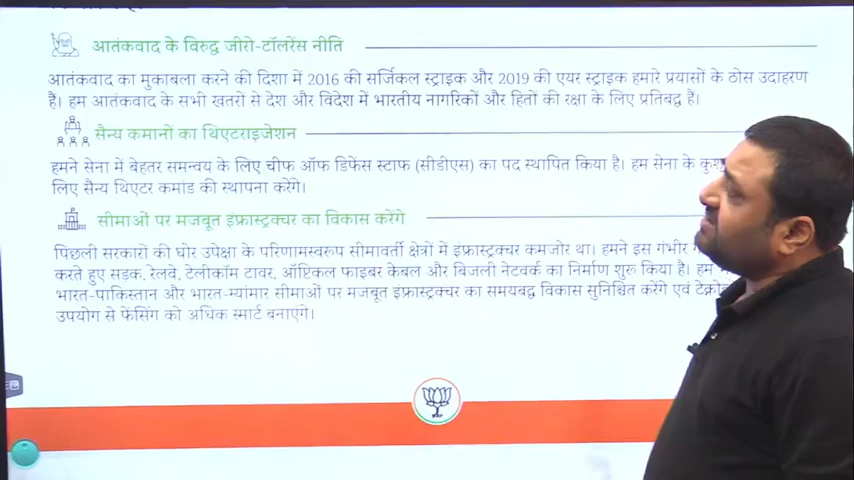 आतंकवाद के विरुद्ध जीरो-टॉलरेंस नीति
आतंकवाद का मुकाबला करने की दिशा में 2016 की सर्जिकल स्ट्राइक और 2019 की एयर स्ट्राइक हमारे प्रयासों के ठोस उदाहरण
हैं। हम आतंकवाद के सभी खतरों से देश और विदेश में भारतीय नागरिकों और हितों की रक्षा के लिए प्रतिबद्ध हैं।
सैन्य कमानों का थिएटराइजेशन
हमने सेना में बेहतर समन्वय के लिए चीफ ऑफ डिफेंस स्टाफ (सीडीएस) का पद स्थापित किया है। हम सेना के
लिए सैन्य थिएटर कमांड की स्थापना करेंगे।
सीमाओं पर मजबूत इंफ्रास्ट्रक्चर का विकास करेंगे
पिछली सरकारों की घोर उपेक्षा के परिणामस्वरूप सीमावर्ती क्षेत्रों में इंफ्रास्ट्रक्चर कमजोर था। हमने इस गंभीर
करते हुए सड़क, रेलवे, टेलीकॉम टावर, ऑप्टिकल फाइबर केबल और बिजली नेटवर्क का निर्माण शुरू किया है। हम
भारत-पाकिस्तान और भारत-म्यांमार सीमाओं पर मजबूत इंफ्रास्ट्रक्चर का समयबद्ध विकास सुनिश्चित करेंगे एवं
उपयोग से फेंसिंग को अधिक स्मार्ट बनाएंगे।